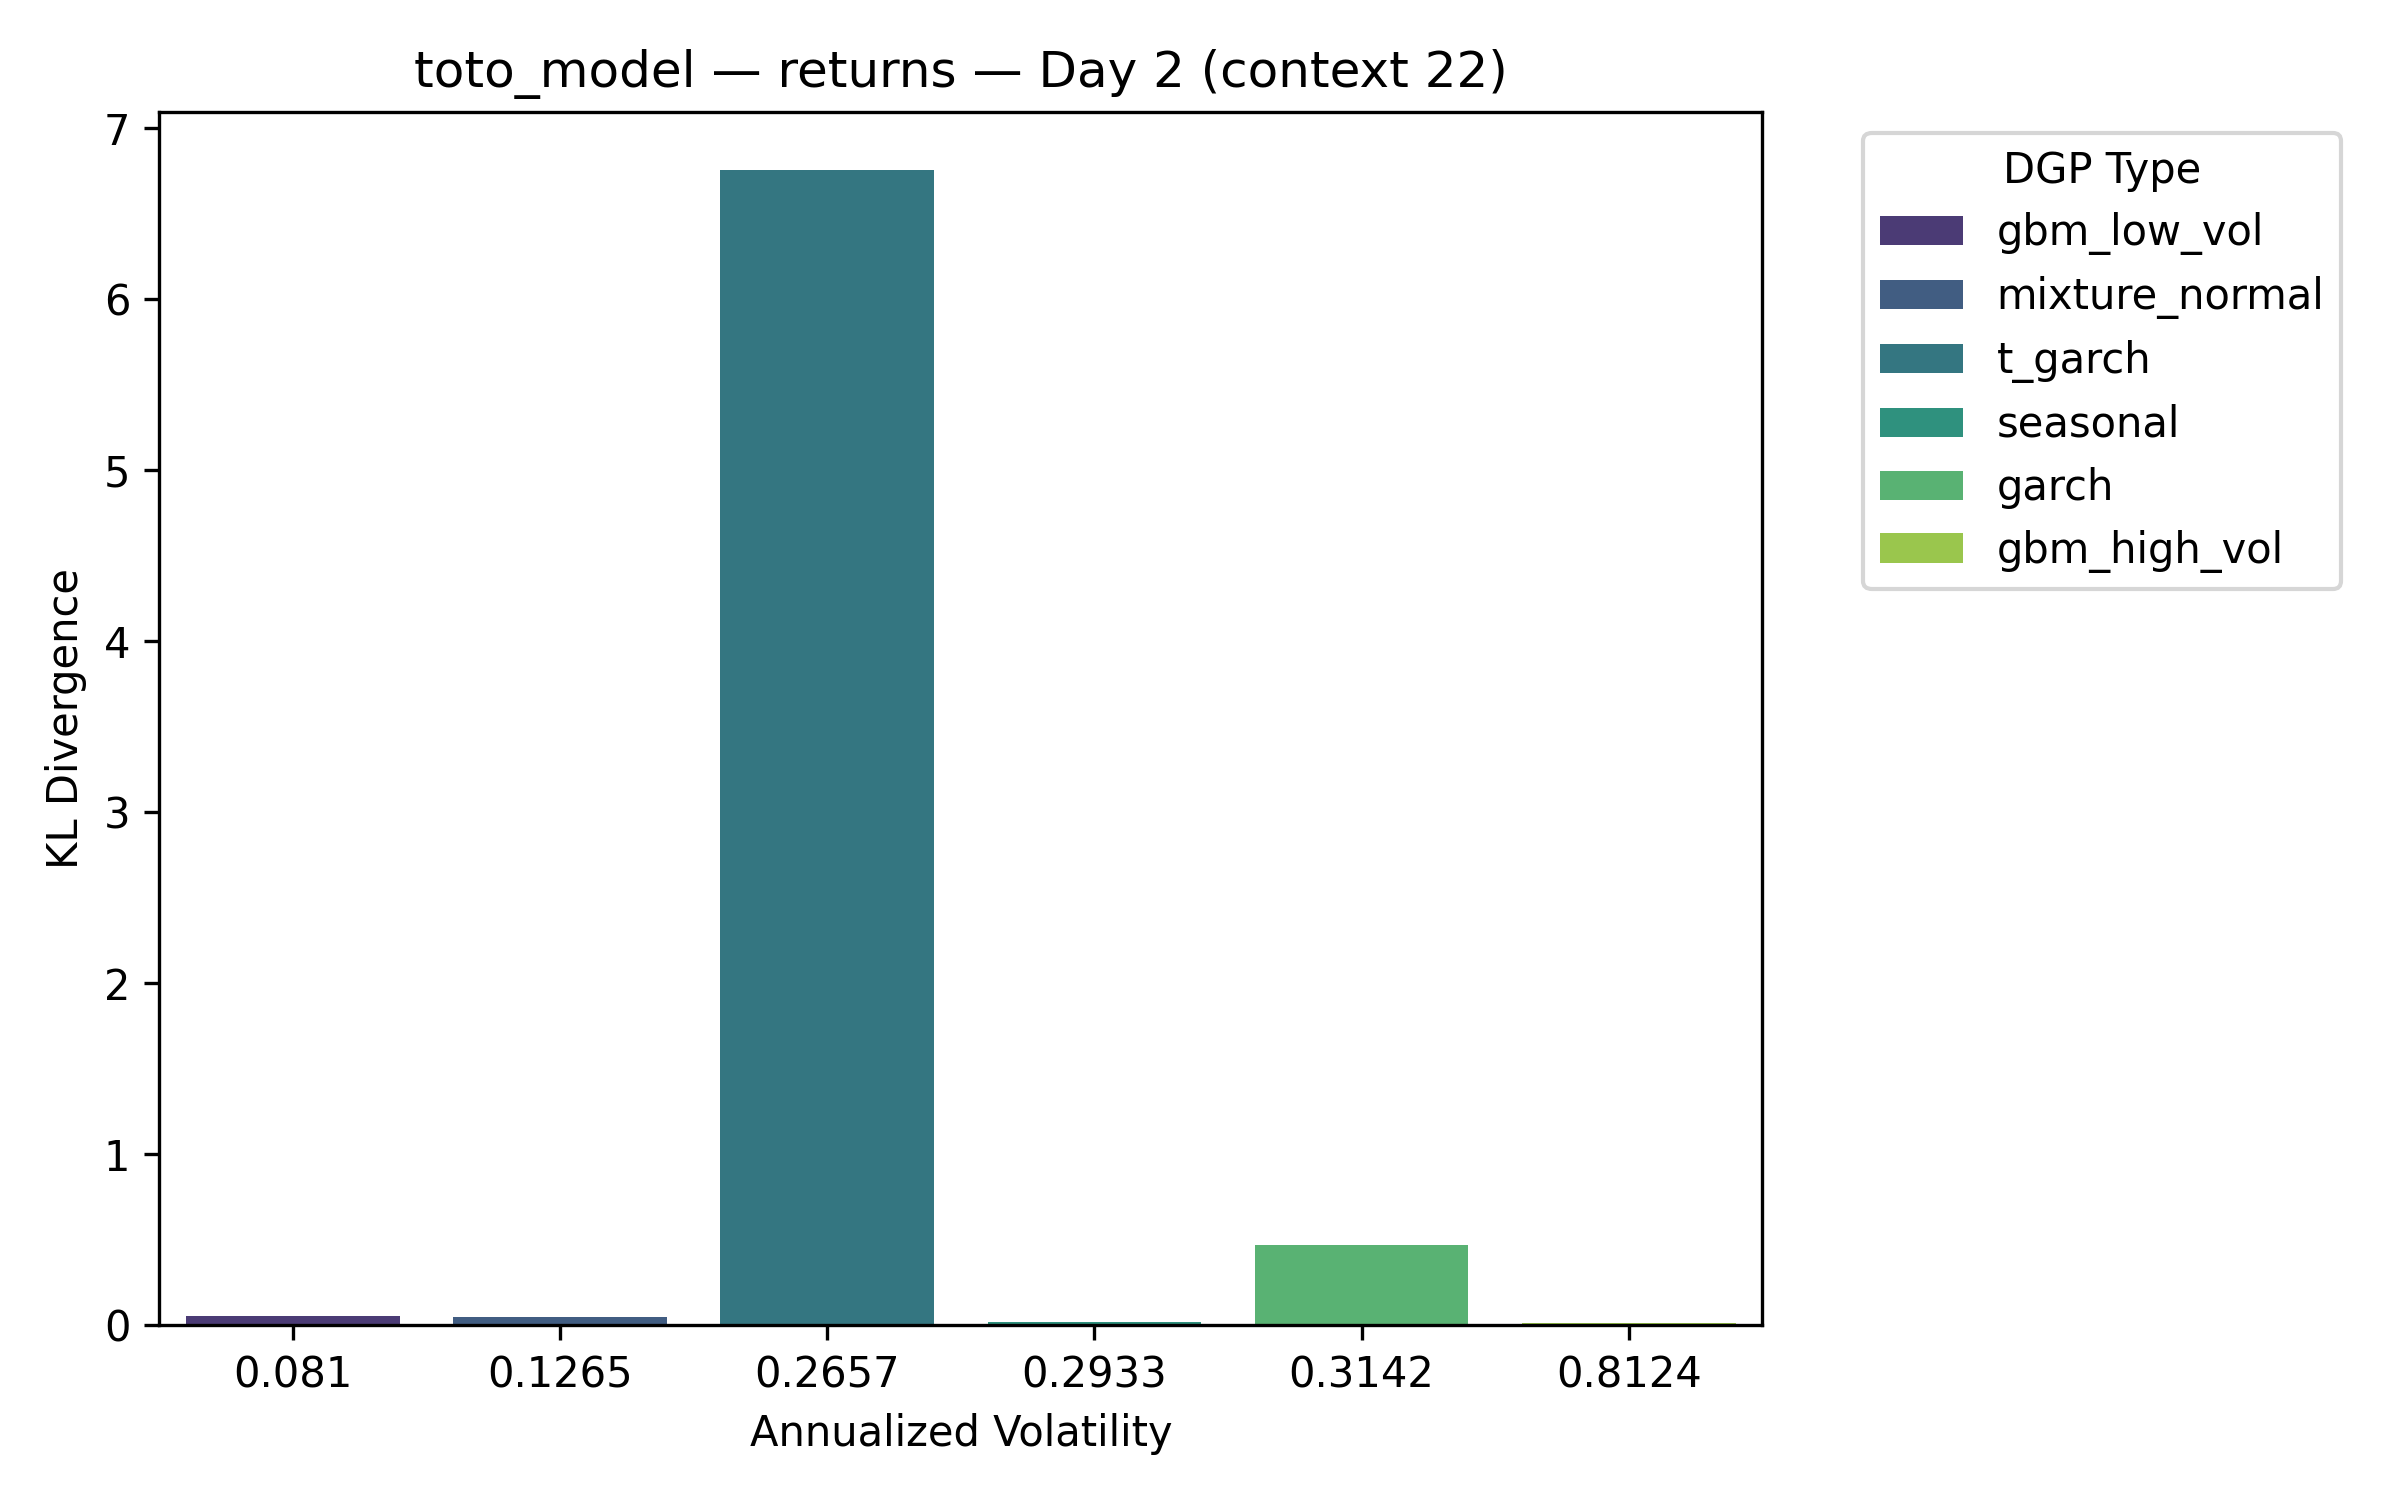 toto_model — returns — Day 2 (context 22)
7
6
5
4
3
2
1
0
KL Divergence
0.081 0.1265 0.2657 0.2933 0.3142 0.8124
Annualized Volatility
DGP Type
gbm_low_vol
mixture_normal
t_garch
seasonal
garch
gbm_high_vol